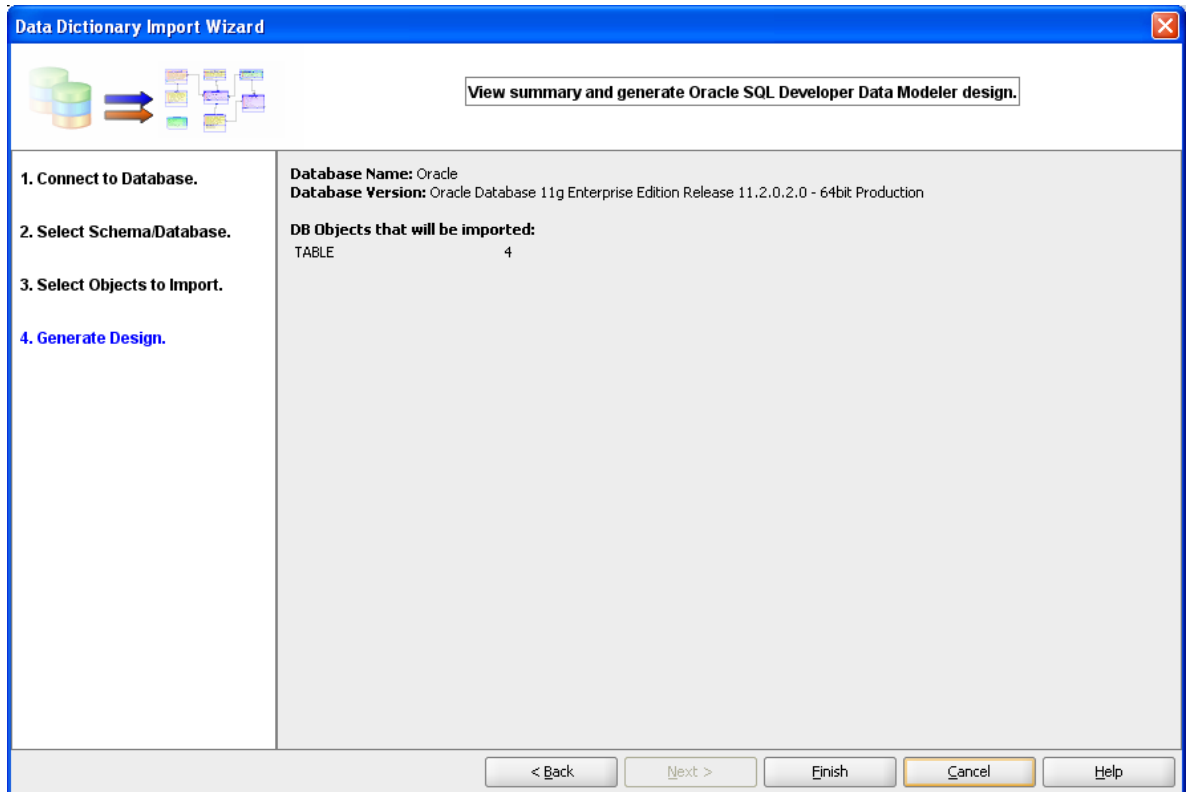 Data Dictionary Import Wizard
View summary and generate Oracle SQL Developer Data Modeler design.
1. Connect to Database.
2. Select Schema/Database.
3. Select Objects to Import.
4. Generate Design.
Database Name: Oracle
Database Version: Oracle Database 11g Enterprise Edition Release 11.2.0.2.0 - 64bit Production
DB Objects that will be imported:
TABLE 4
< Back Next > Finish Cancel Help